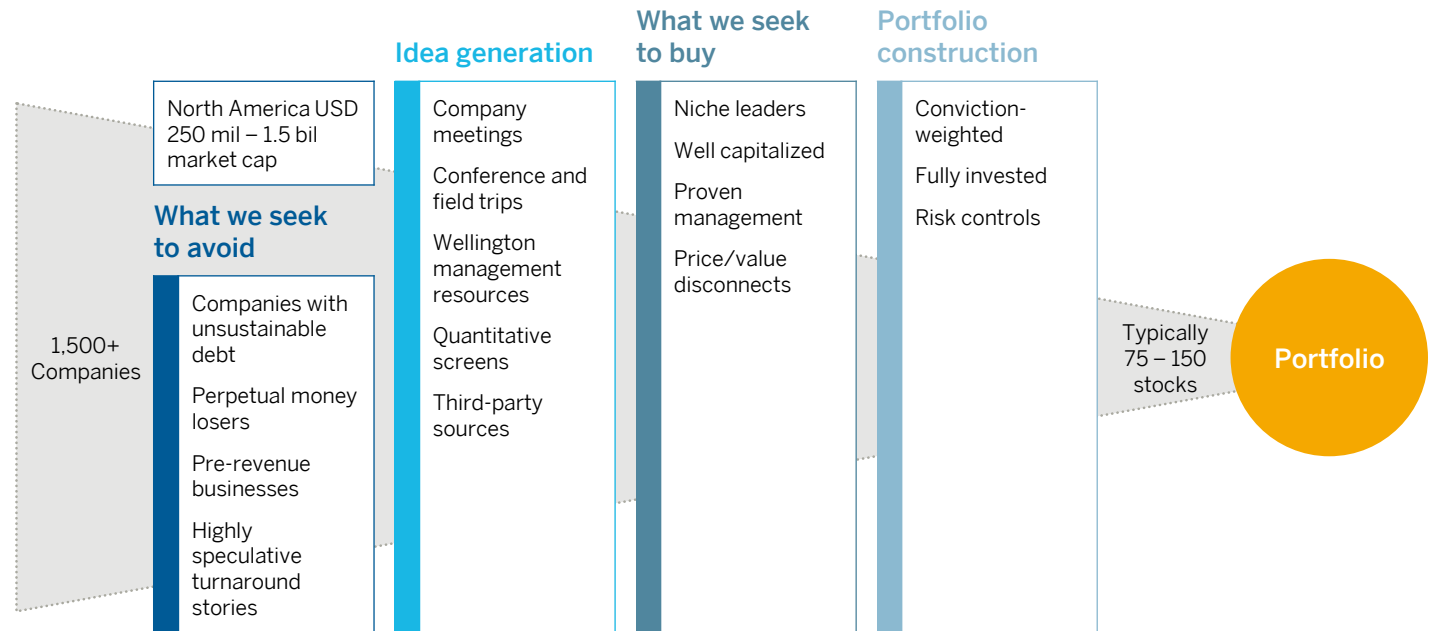 1,500+
Companies
North America USD
250 mil – 1.5 bil
market cap
What we seek
to avoid
Companies with
unsustainable
debt
Perpetual money
losers
Pre-revenue
businesses
Highly
speculative
turnaround
stories
Idea generation
Company
meetings
Conference and
field trips
Wellington
management
resources
Quantitative
screens
Third-party
sources
What we seek
to buy
Niche leaders
Well capitalized
Proven
management
Price/value
disconnects
Portfolio
construction
Conviction-
weighted
Fully invested
Risk controls
Typically
75 – 150
stocks
Portfolio